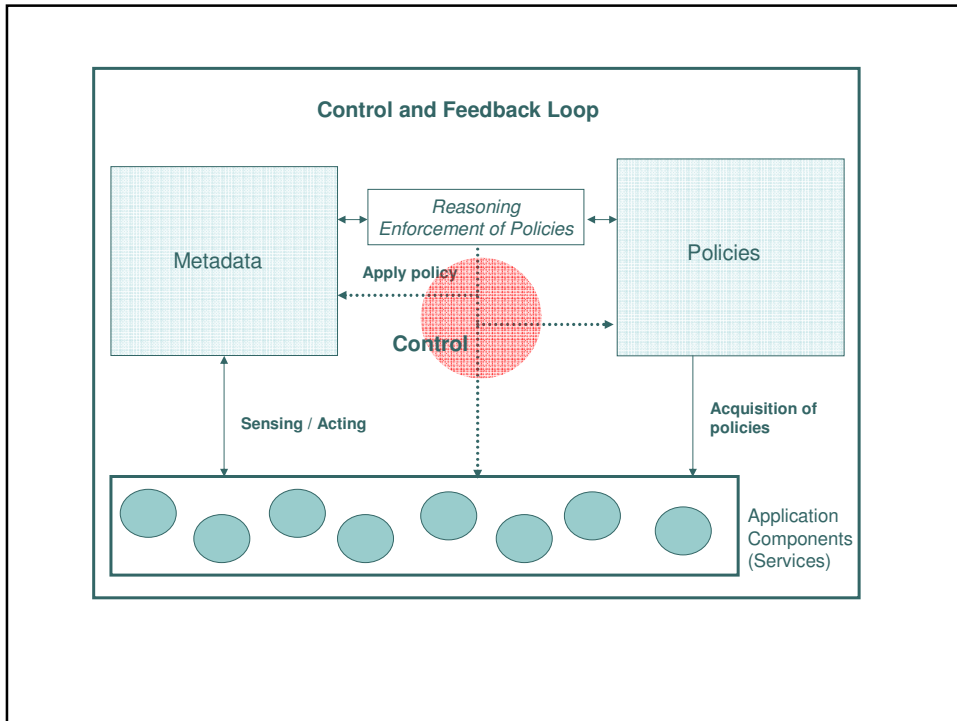 Control and Feedback Loop
Reasoning
Enforcement of Policies
Metadata
Policies
Apply policy
Control
Sensing / Acting
Acquisition of
policies
Application
Components
(Services)